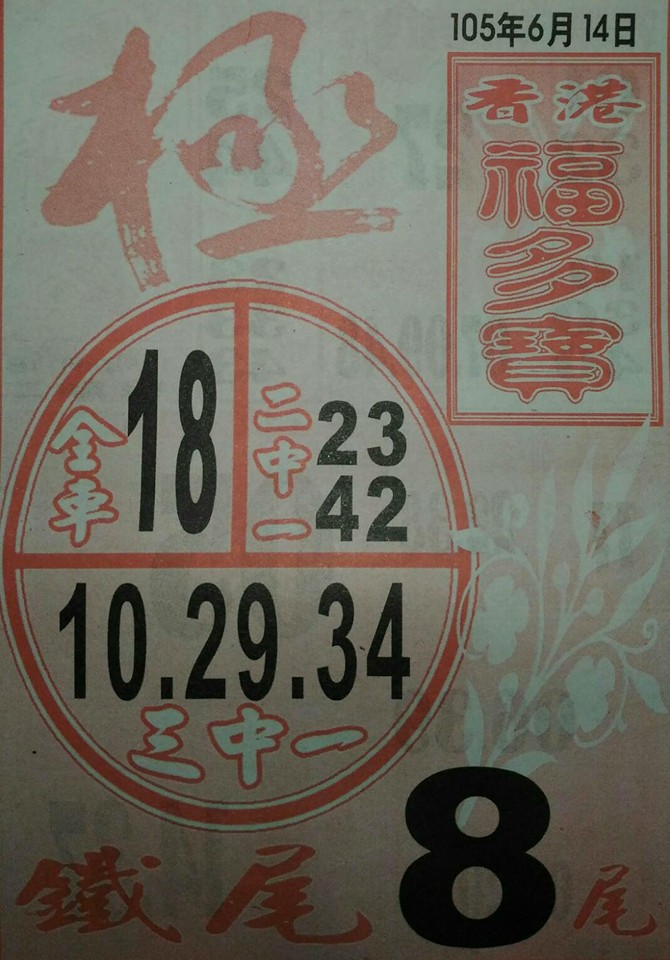 105年6月14日
極
香港
福多寶
全車
18
二中一
23
42
10.29.34
三中一
鐵尾 8 尾